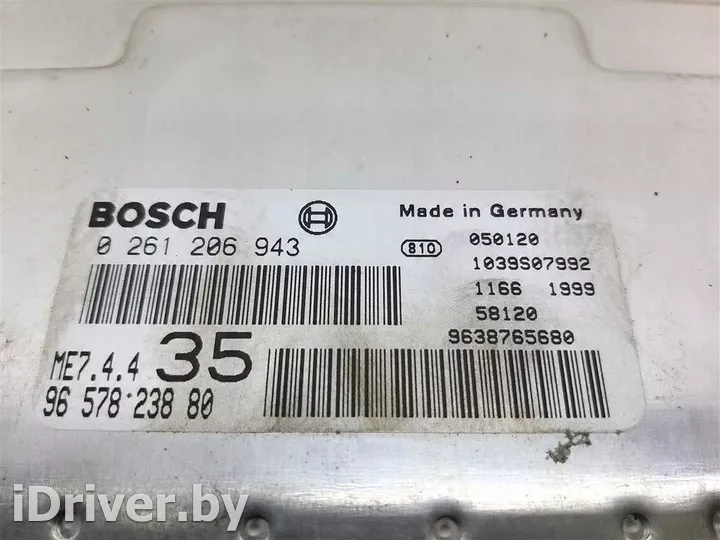 BOSCH
Made in Germany
0 261 206 943
810
050120
1039S07992
1166 1999
58120
9638765680
ME7.4.4 35
96 578 238 80
iDriver.by